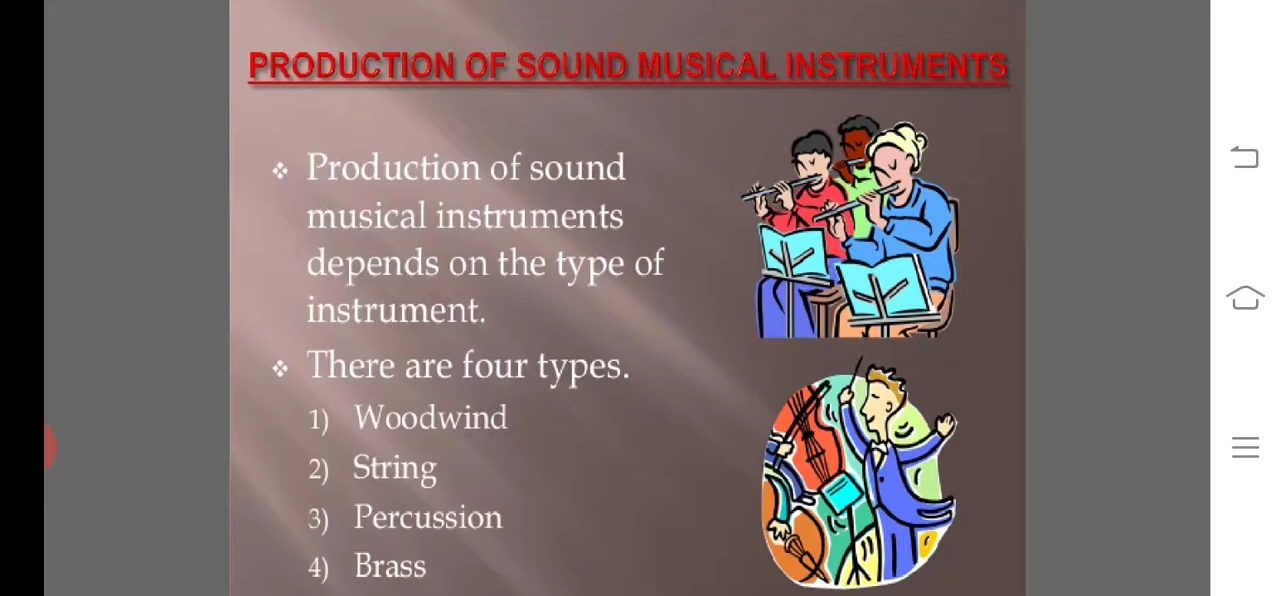 PRODUCTION OF SOUND MUSICAL INSTRUMENTS
❖ Production of sound
musical instruments
depends on the type of
instrument.
❖ There are four types.
1) Woodwind
2) String
3) Percussion
4) Brass